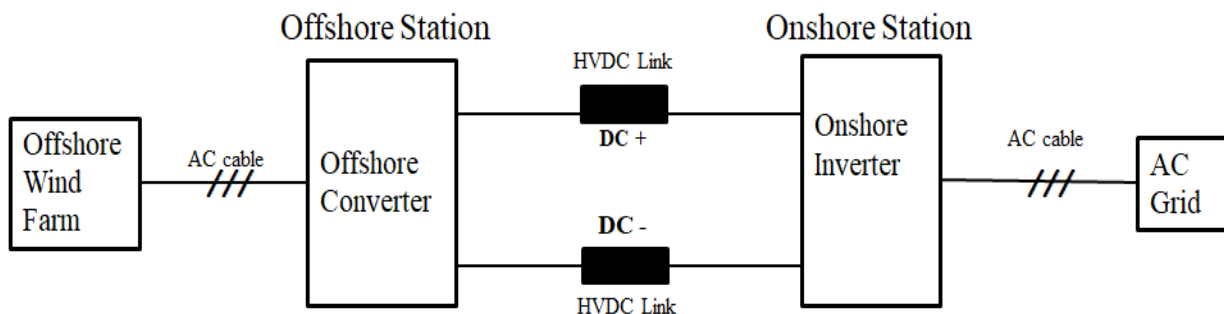 Offshore Station
Onshore Station
HVDC Link
DC +
Offshore
Wind
Farm
AC cable
Offshore
Converter
Onshore
Inverter
AC cable
AC
Grid
DC -
HVDC Link